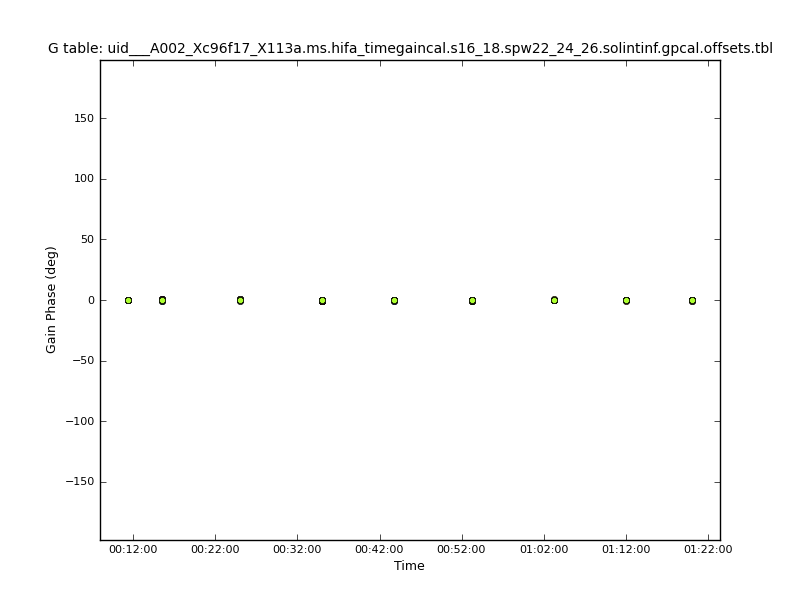 G table: uid___A002_Xc96f17_X113a.ms.hifa_timegaincal.s16_18.spw22_24_26.solintinf.gpcal.offsets.tbl
150
100
50
0
−50
−100
−150
Gain Phase (deg)
00:12:00 00:22:00 00:32:00 00:42:00 00:52:00 01:02:00 01:12:00 01:22:00
Time